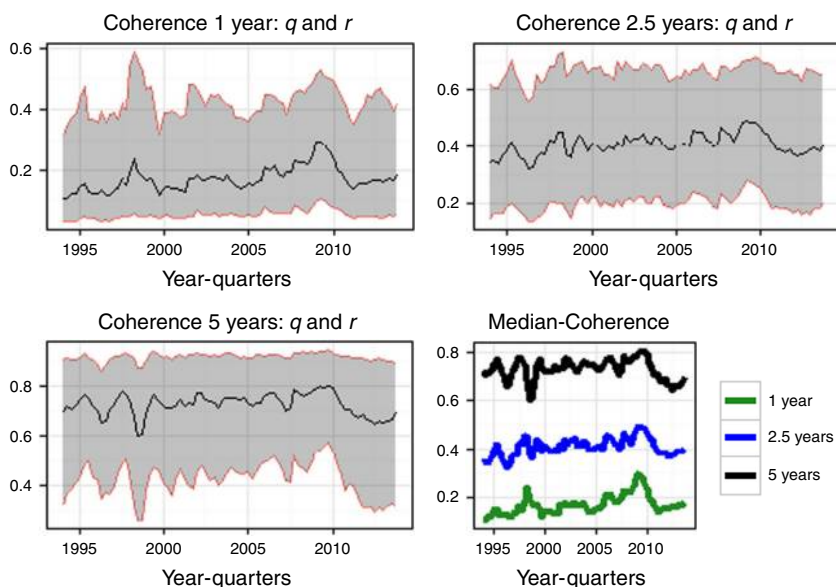 Coherence 1 year: q and r
0.6
0.4
0.2
1995 2000 2005 2010
Year-quarters
Coherence 2.5 years: q and r
0.6
0.4
0.2
1995 2000 2005 2010
Year-quarters
Coherence 5 years: q and r
0.8
0.6
0.4
1995 2000 2005 2010
Year-quarters
Median-Coherence
0.8
0.6
0.4
0.2
1995 2000 2005 2010
Year-quarters
1 year
2.5 years
5 years